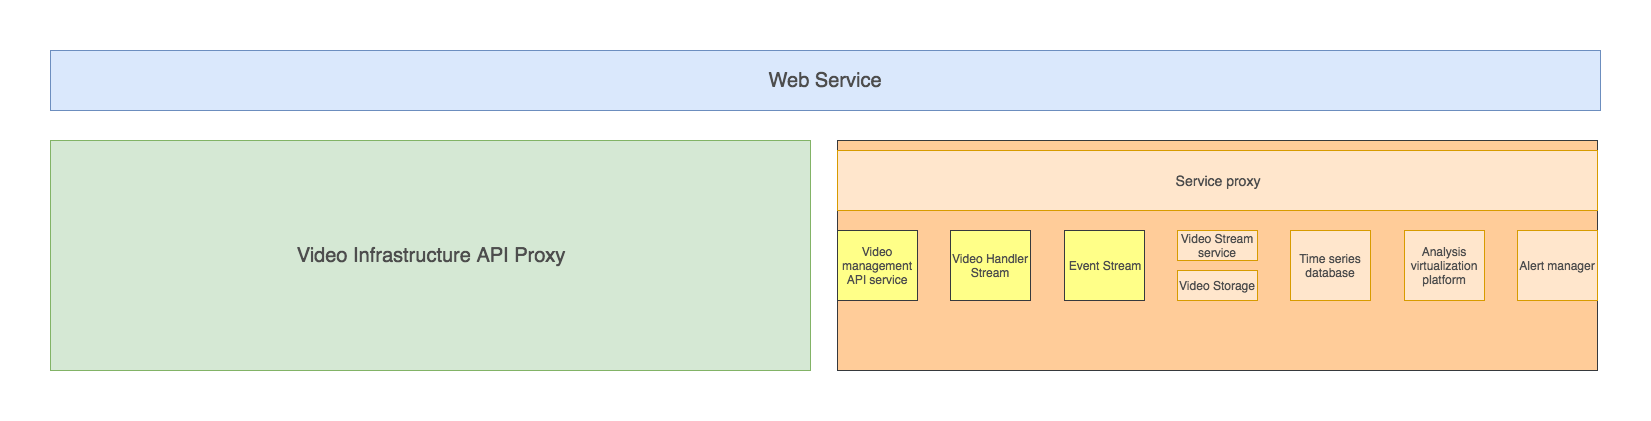 Web Service
Video Infrastructure API Proxy
Service proxy
Video
management
API service
Video Handler
Stream
Event Stream
Video Stream
service
Video Storage
Time series
database
Analysis
virtualization
platform
Alert manager